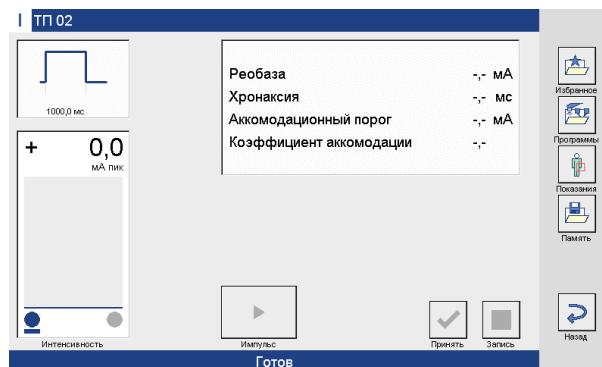 I ТП 02
1000,0 мс
+ 0,0
мА пик
Интенсивность
Реобаза -,- мА
Хронаксия -,- мс
Аккомодационный порог -,- мА
Коэффициент аккомодации -,-
Импульс
Принять
Запись
Готов
Избранное
Программы
Показания
Память
Назад